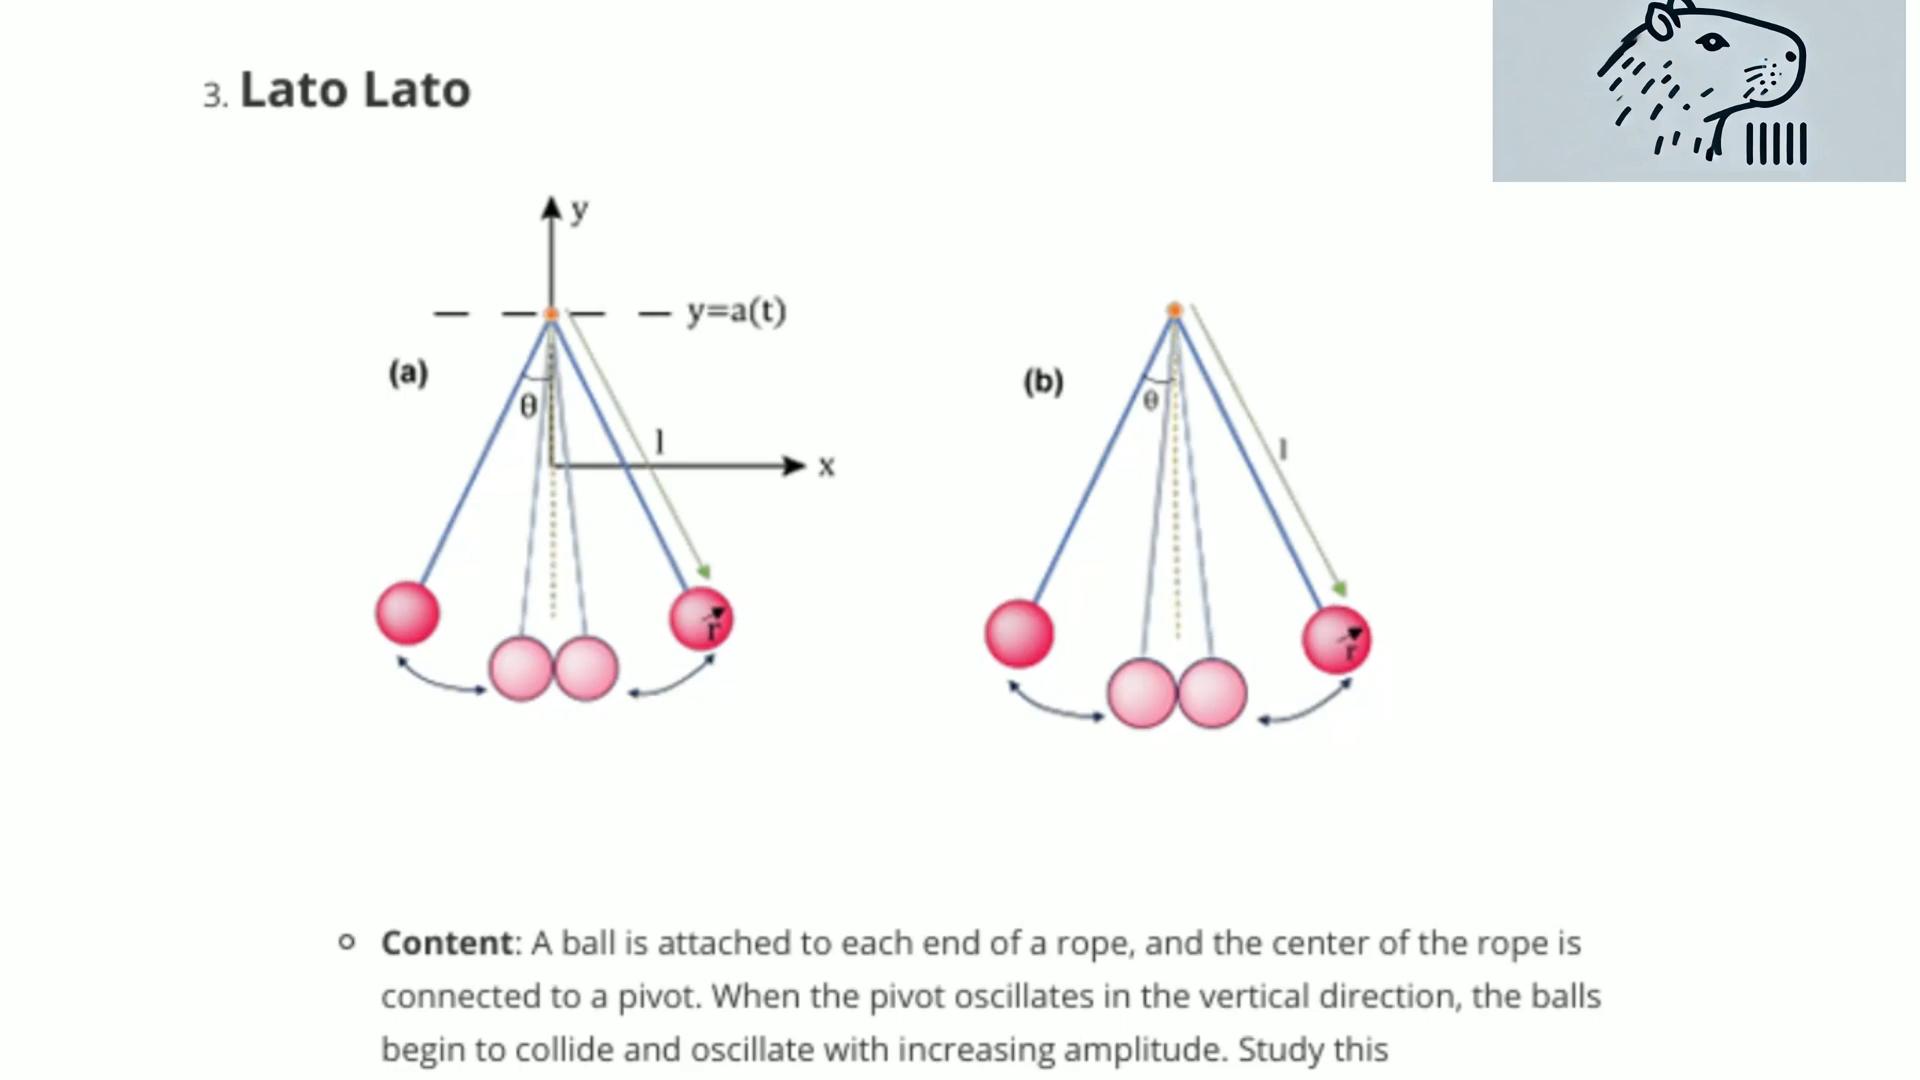 3. Lato Lato
y
y=a(t)
(a)
θ
l
x
r
(b)
θ
l
r
Content: A ball is attached to each end of a rope, and the center of the rope is
connected to a pivot. When the pivot oscillates in the vertical direction, the balls
begin to collide and oscillate with increasing amplitude. Study this